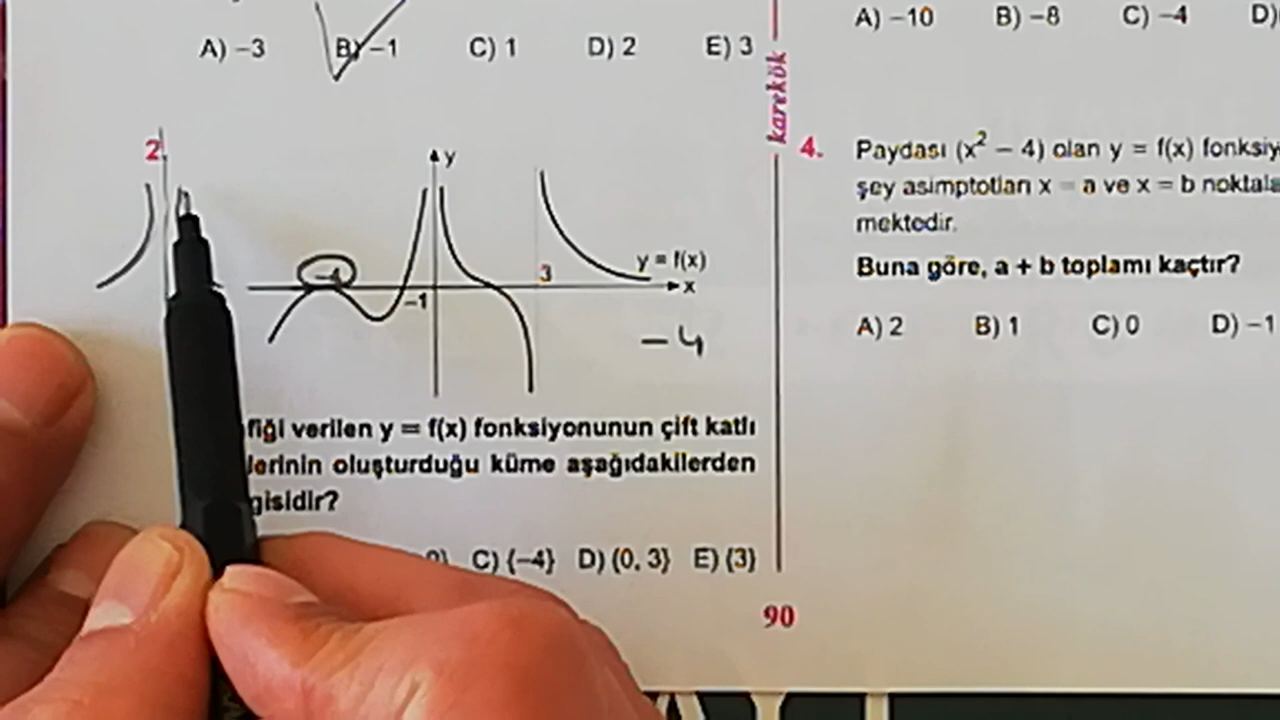 A) −3 B) −1 C) 1 D) 2 E) 3
2
y
−4
y = f(x)
3
x
−1
− 4
fiği verilen y = f(x) fonksiyonunun çift katlı
lerinin oluşturduğu küme aşağıdakilerden
gisidir?
C) {−4} D) {0, 3} E) {3}
karekök
90
A) −10 B) −8 C) −4 D)
4. Paydası (x² − 4) olan y = f(x) fonksiy
şey asimptotları x = a ve x = b noktala
mektedir.
Buna göre, a + b toplamı kaçtır?
A) 2 B) 1 C) 0 D) −1